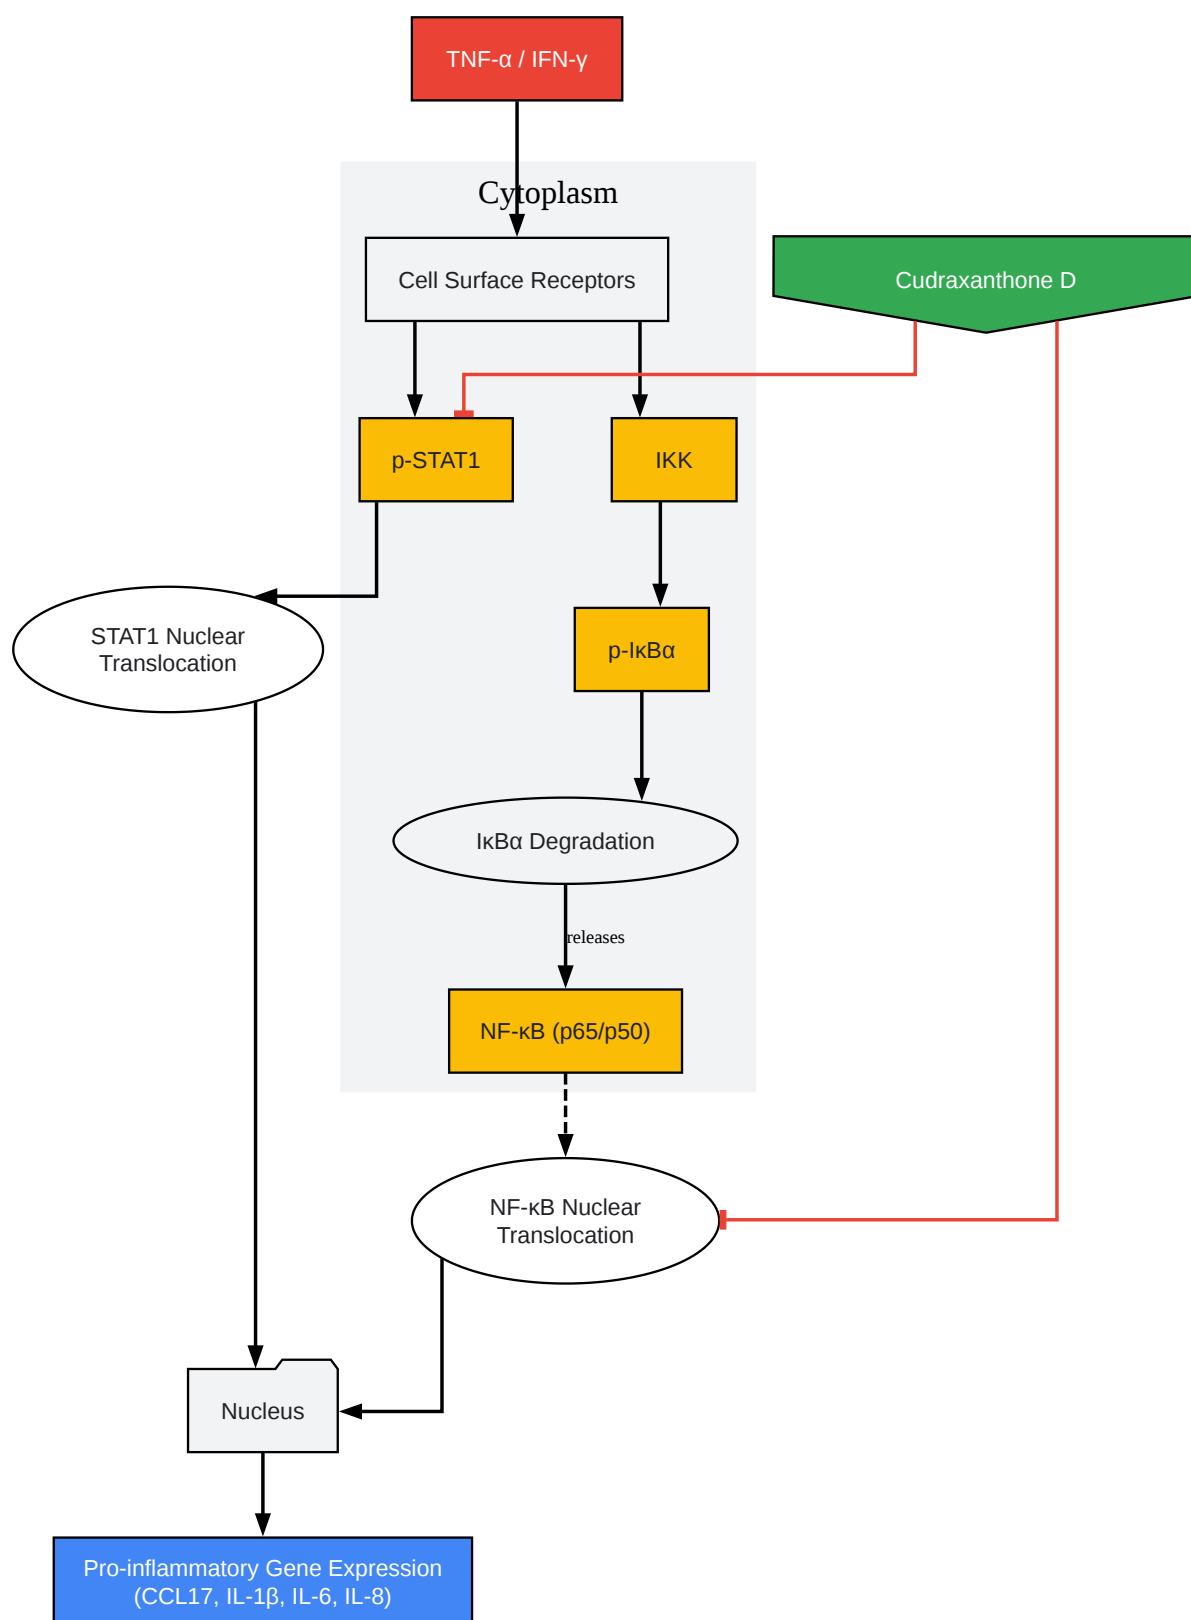 TNF-α / IFN-γ
Cytoplasm
Cell Surface Receptors
Cudraxanthone D
p-STAT1
IKK
STAT1 Nuclear
Translocation
p-IκBα
IκBα Degradation
releases
NF-κB (p65/p50)
NF-κB Nuclear
Translocation
Nucleus
Pro-inflammatory Gene Expression
(CCL17, IL-1β, IL-6, IL-8)